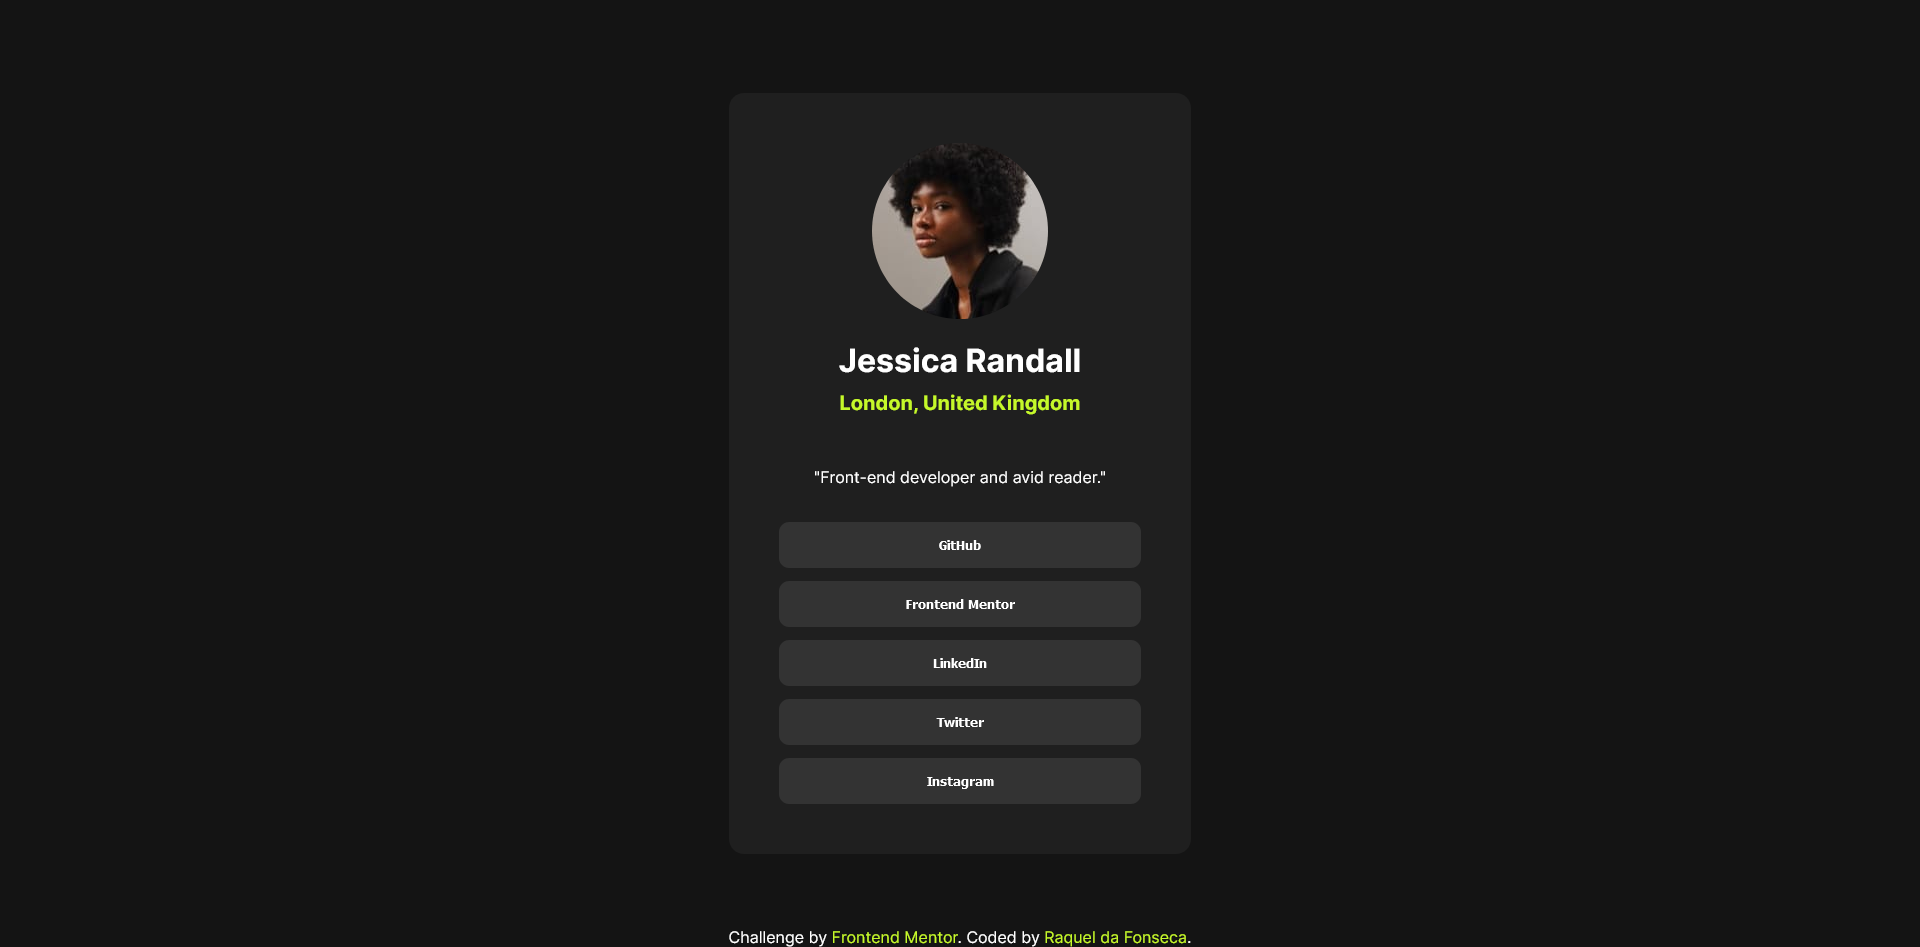 Jessica Randall
London, United Kingdom
"Front-end developer and avid reader."
GitHub
Frontend Mentor
LinkedIn
Twitter
Instagram
Challenge by Frontend Mentor. Coded by Raquel da Fonseca.